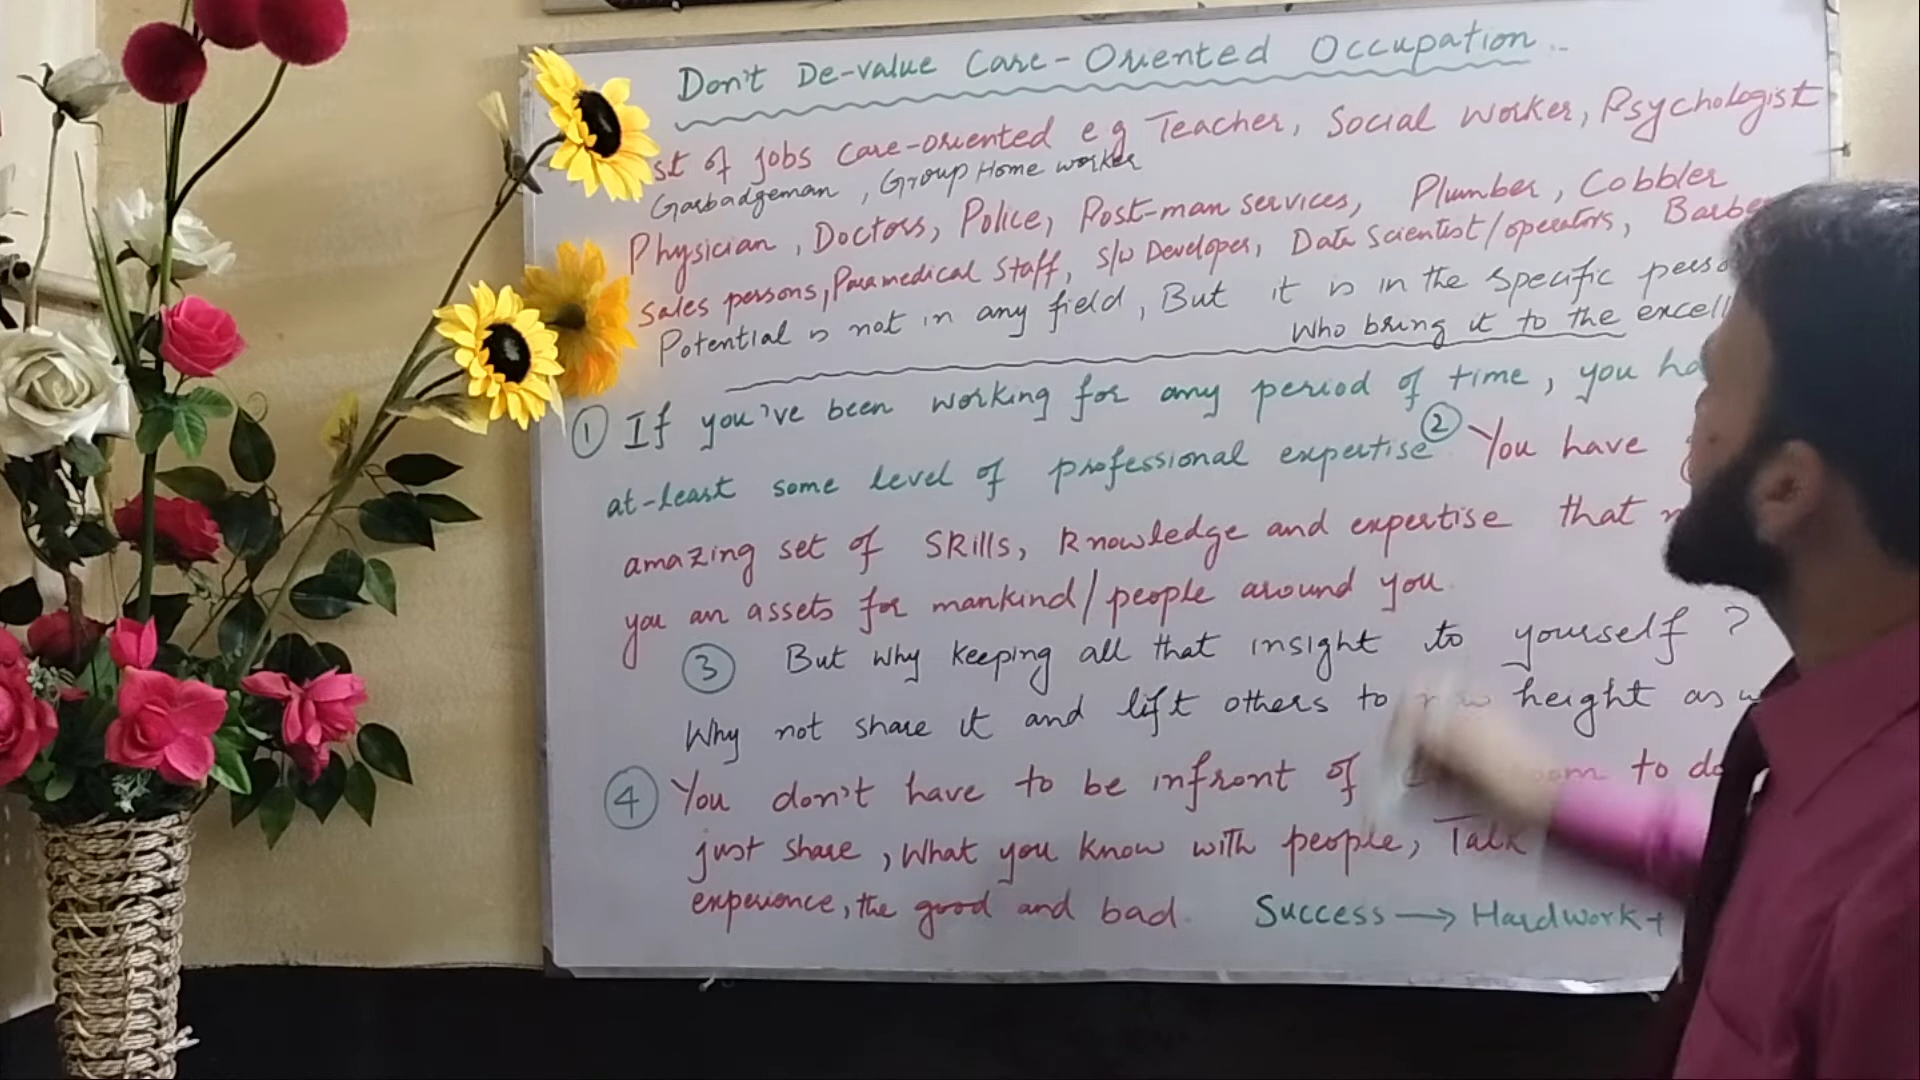 Don't De-value Care-Oriented Occupation..
st of jobs care-oriented e g Teacher, Social Worker, Psychologist
Garbadgeman, Group Home worker
Physician, Doctors, Police, Post-man services, Plumber, Cobbler
Sales persons, Paramedical Staff, S/W Developer, Data Scientist/operators, Barber
Potential is not in any field, But it is in the specific perso
Who bring it to the excell
① If you've been working for any period of time, you ha
at-least some level of professional expertise ② You have
amazing set of skills, knowledge and expertise that
you an assets for mankind/people around you.
③ But why keeping all that insight to yourself?
Why not share it and lift others to new height as w
④ You don't have to be infront of to do
just share, What you know with people, Talk
experience, the good and bad.
Success → Hardwork +